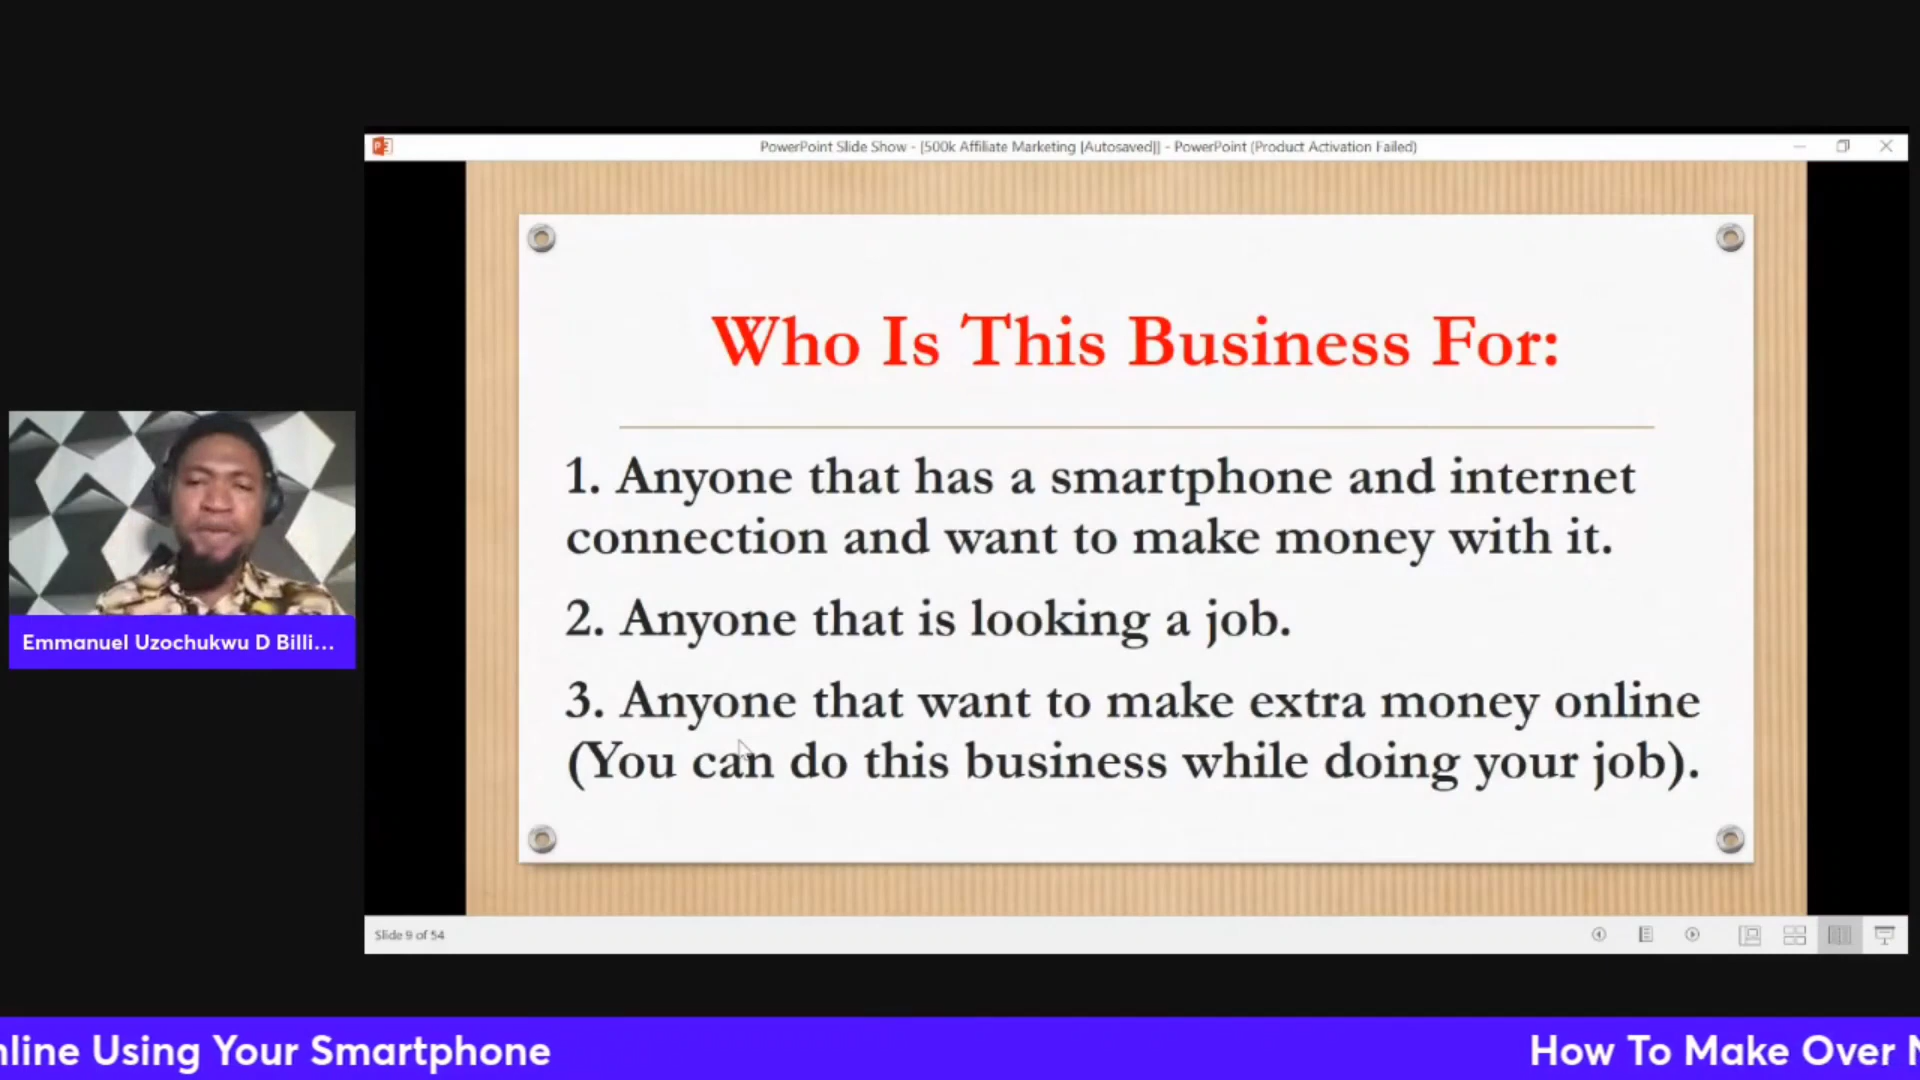 PowerPoint Slide Show - [500k Affiliate Marketing [Autosaved]] - PowerPoint (Product Activation Failed)
Who Is This Business For:
1. Anyone that has a smartphone and internet
connection and want to make money with it.
2. Anyone that is looking a job.
3. Anyone that want to make extra money online
(You can do this business while doing your job).
Emmanuel Uzochukwu D Billi...
Slide 9 of 54
nline Using Your Smartphone
How To Make Over